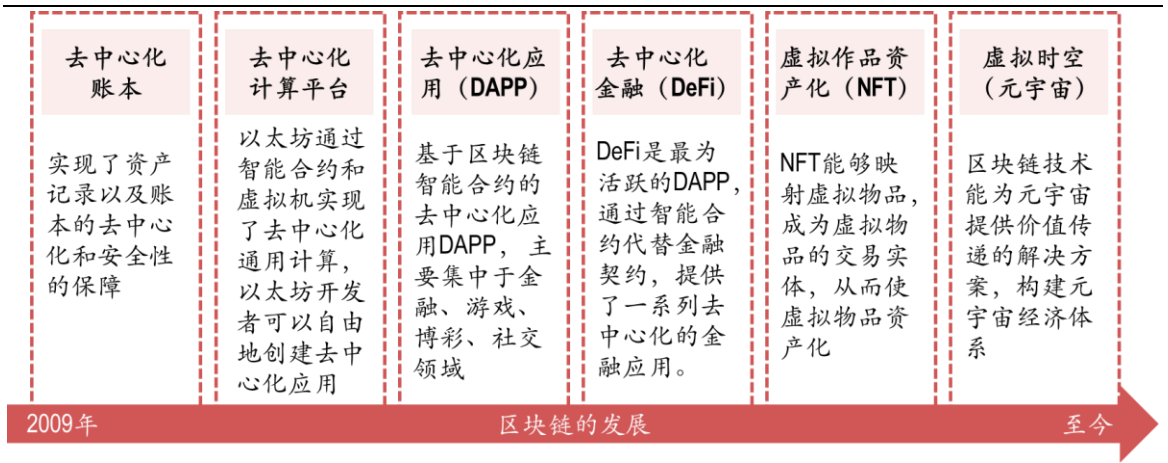 去中心化
账本
实现了资产
记录以及账
本的去中心
化和安全性
的保障
去中心化
计算平台
以太坊通过
智能合约和
虚拟机实现
了去中心化
通用计算，
以太坊开发
者可以自由
地创建去中
心化应用
去中心化应
用（DAPP）
基于区块链
智能合约的
去中心化应
用DAPP，主
要集中于金
融、游戏、
博彩、社交
领域
去中心化
金融（DeFi）
DeFi是最为
活跃的DAPP，
通过智能合
约代替金融
契约，提供
了一系列去
中心化的金
融应用。
虚拟作品资
产化（NFT）
NFT能够映
射虚拟物品，
成为虚拟物
品的交易实
体，从而使
虚拟物品资
产化
虚拟时空
（元宇宙）
区块链技术
能为元宇宙
提供价值传
递的解决方
案，构建元
宇宙经济体
系
2009年
区块链的发展
至今